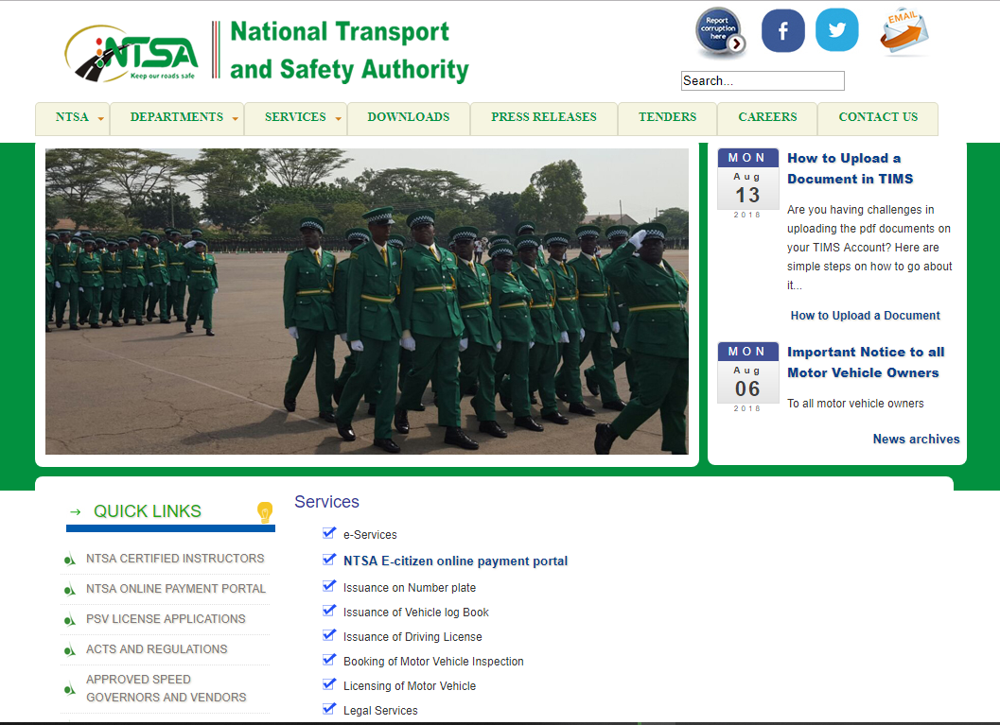 NTSA
Keep our roads safe
National Transport
and Safety Authority
Report
corruption
here
EMAIL
Search...
NTSA
DEPARTMENTS
SERVICES
DOWNLOADS
PRESS RELEASES
TENDERS
CAREERS
CONTACT US
MON
Aug
13
2018
How to Upload a
Document in TIMS
Are you having challenges in
uploading the pdf documents on
your TIMS Account? Here are
simple steps on how to go about
it...
How to Upload a Document
MON
Aug
06
2018
Important Notice to all
Motor Vehicle Owners
To all motor vehicle owners
News archives
→ QUICK LINKS
NTSA CERTIFIED INSTRUCTORS
NTSA ONLINE PAYMENT PORTAL
PSV LICENSE APPLICATIONS
ACTS AND REGULATIONS
APPROVED SPEED
GOVERNORS AND VENDORS
Services
e-Services
NTSA E-citizen online payment portal
Issuance on Number plate
Issuance of Vehicle log Book
Issuance of Driving License
Booking of Motor Vehicle Inspection
Licensing of Motor Vehicle
Legal Services